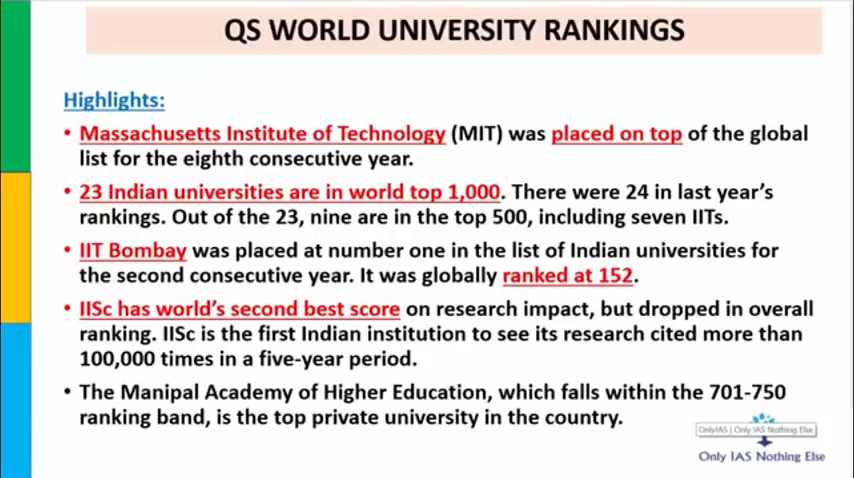 QS WORLD UNIVERSITY RANKINGS
Highlights:
• Massachusetts Institute of Technology (MIT) was placed on top of the global
list for the eighth consecutive year.
• 23 Indian universities are in world top 1,000. There were 24 in last year's
rankings. Out of the 23, nine are in the top 500, including seven IITs.
• IIT Bombay was placed at number one in the list of Indian universities for
the second consecutive year. It was globally ranked at 152.
• IISc has world's second best score on research impact, but dropped in overall
ranking. IISc is the first Indian institution to see its research cited more than
100,000 times in a five-year period.
• The Manipal Academy of Higher Education, which falls within the 701-750
ranking band, is the top private university in the country.
OnlyIAS | Only IAS Nothing Else
Only IAS Nothing Else